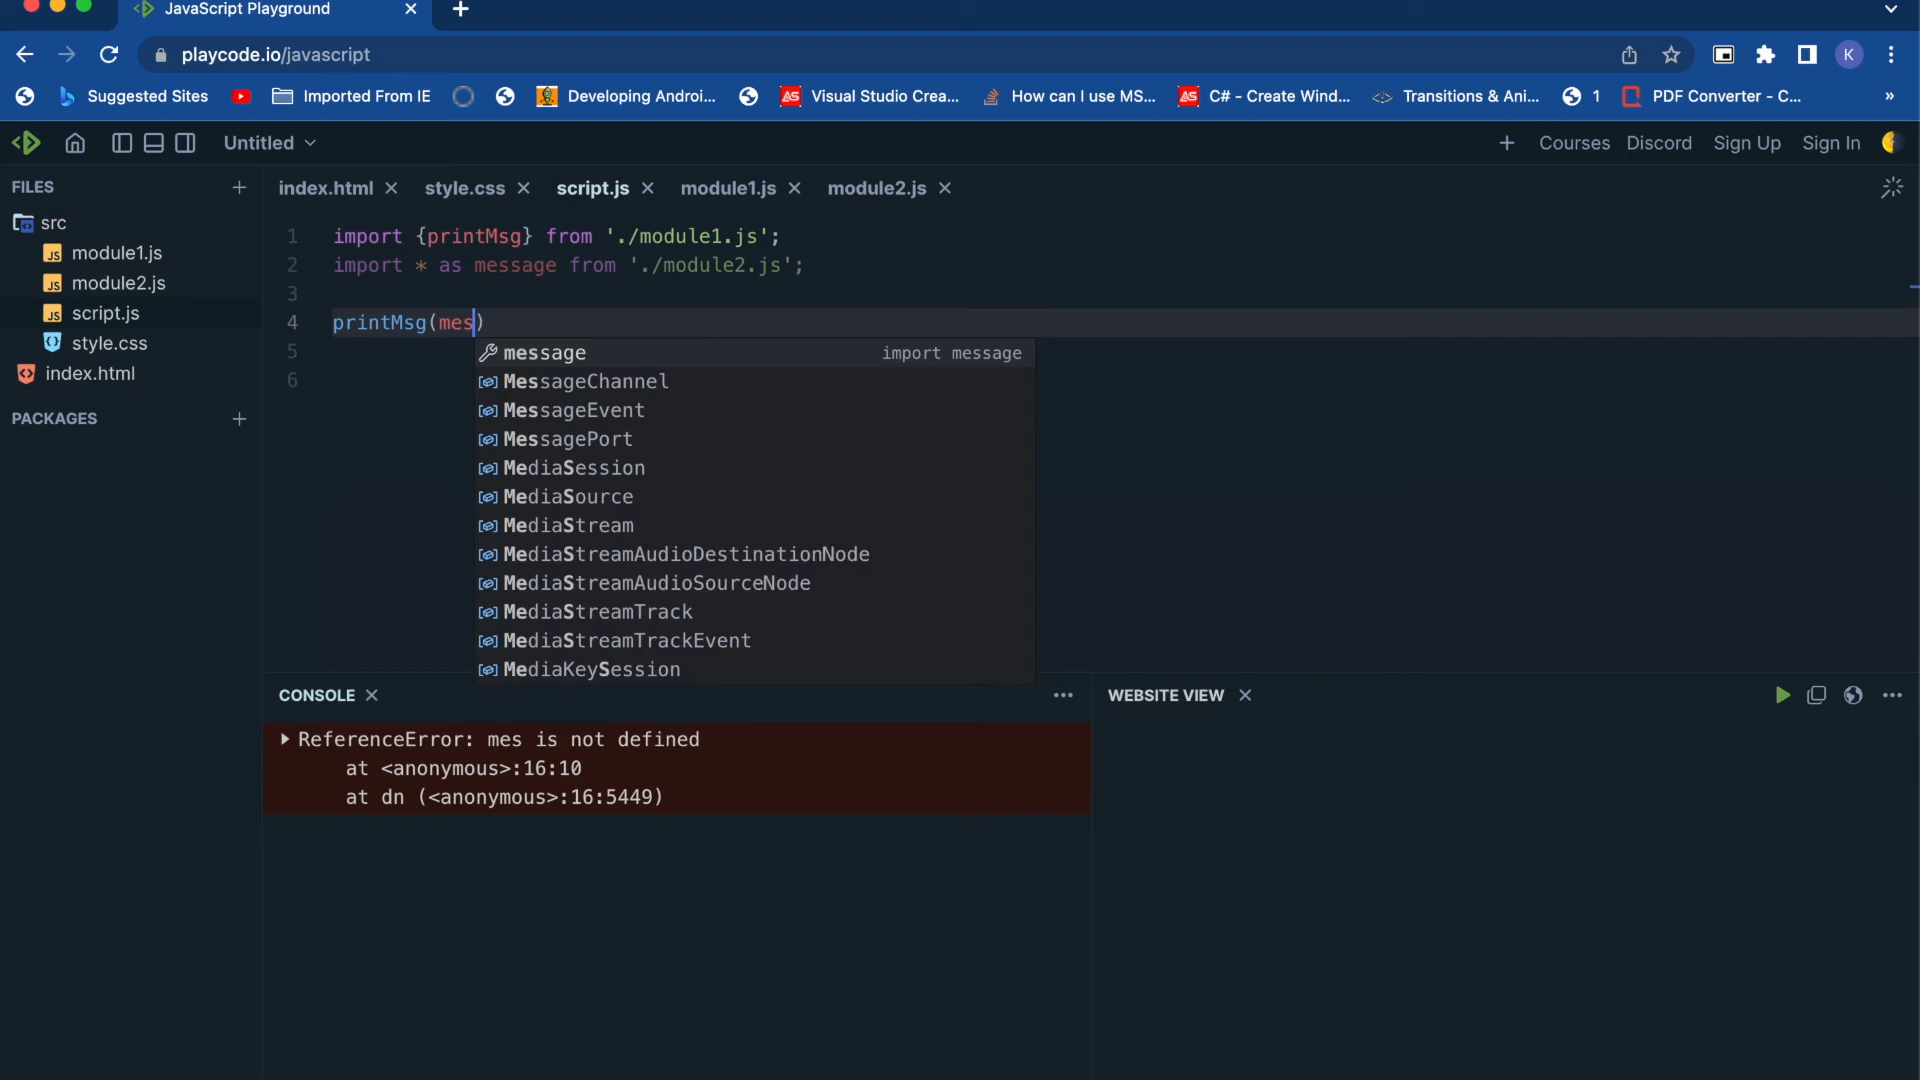 JavaScript Playground
playcode.io/javascript
K
Suggested Sites Imported From IE Developing Androi... Visual Studio Crea... How can I use MS... C# - Create Wind... Transitions & Ani... 1 PDF Converter - C... »
Untitled Courses Discord Sign Up Sign In
FILES
src
module1.js
module2.js
script.js
style.css
index.html
PACKAGES
index.html style.css script.js module1.js module2.js
1 import {printMsg} from './module1.js';
2 import * as message from './module2.js';
3
4 printMsg(mes)
5
6
message import message
MessageChannel
MessageEvent
MessagePort
MediaSession
MediaSource
MediaStream
MediaStreamAudioDestinationNode
MediaStreamAudioSourceNode
MediaStreamTrack
MediaStreamTrackEvent
MediaKeySession
CONSOLE
ReferenceError: mes is not defined
at <anonymous>:16:10
at dn (<anonymous>:16:5449)
WEBSITE VIEW